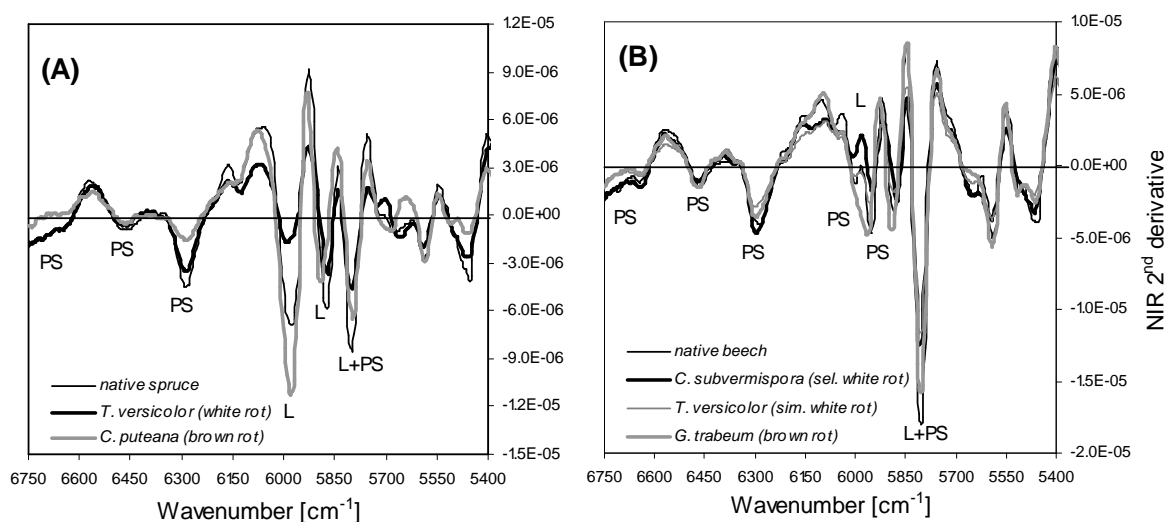 (A)
1.2E-05
9.0E-06
6.0E-06
3.0E-06
0.0E+00
-3.0E-06
-6.0E-06
-9.0E-06
-1.2E-05
-1.5E-05
PS
PS
PS
L
L
L+PS
native spruce
T. versicolor (white rot)
C. puteana (brown rot)
6750 6600 6450 6300 6150 6000 5850 5700 5550 5400
Wavenumber [cm-1]
(B)
1.0E-05
5.0E-06
0.0E+00
-5.0E-06
-1.0E-05
-1.5E-05
-2.0E-05
NIR 2nd derivative
L
PS
PS
PS
PS
PS
L+PS
native beech
C. subvermispora (sel. white rot)
T. versicolor (sim. white rot)
G. trabeum (brown rot)
6750 6600 6450 6300 6150 6000 5850 5700 5550 5400
Wavenumber [cm-1]